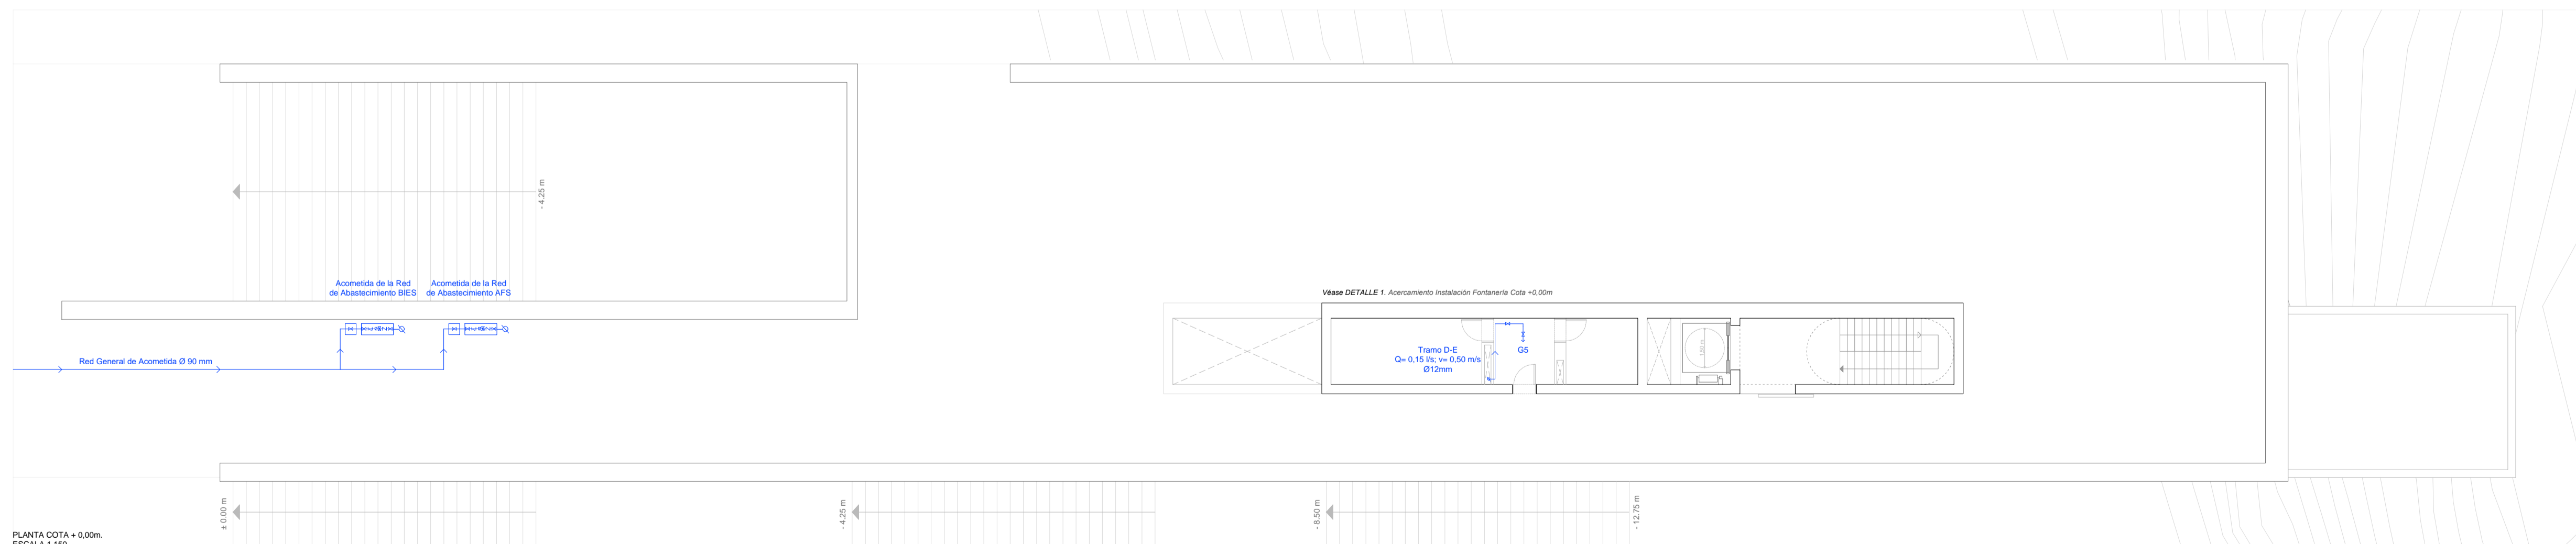 - 4.25 m
Acometida de la Red
de Abastecimiento BIES
Acometida de la Red
de Abastecimiento AFS
Red General de Acometida Ø 90 mm
Véase DETALLE 1. Acercamiento Instalación Fontanería Cota +0,00m
Tramo D-E
Q= 0,15 l/s; v= 0,50 m/s
Ø12mm
G5
± 0.00 m
- 4.25 m
- 8.50 m
- 12.75 m
PLANTA COTA + 0,00m.